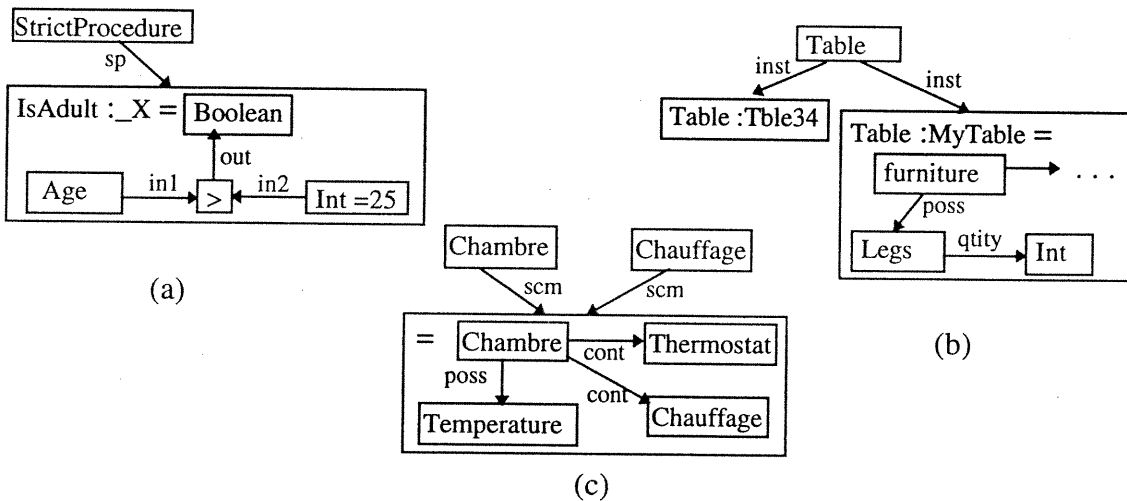 StrictProcedure
sp
IsAdult :_X = Boolean
out
Age in1 > in2 Int =25
(a)
Table
inst inst
Table :Tble34
Table :MyTable =
furniture . . .
poss
Legs qtity Int
(b)
Chambre Chauffage
scm scm
= Chambre cont Thermostat
poss cont
Temperature Chauffage
(c)